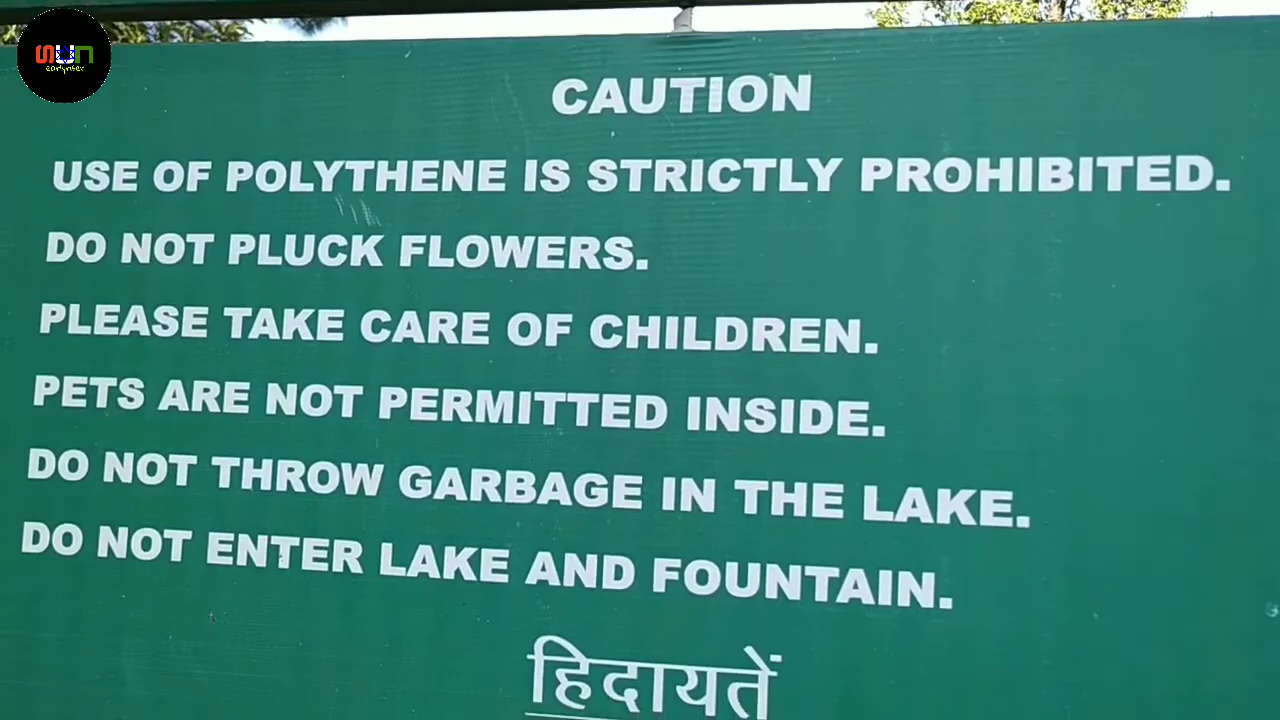 SUN
CAUTION
USE OF POLYTHENE IS STRICTLY PROHIBITED.
DO NOT PLUCK FLOWERS.
PLEASE TAKE CARE OF CHILDREN.
PETS ARE NOT PERMITTED INSIDE.
DO NOT THROW GARBAGE IN THE LAKE.
DO NOT ENTER LAKE AND FOUNTAIN.
हिदायतें